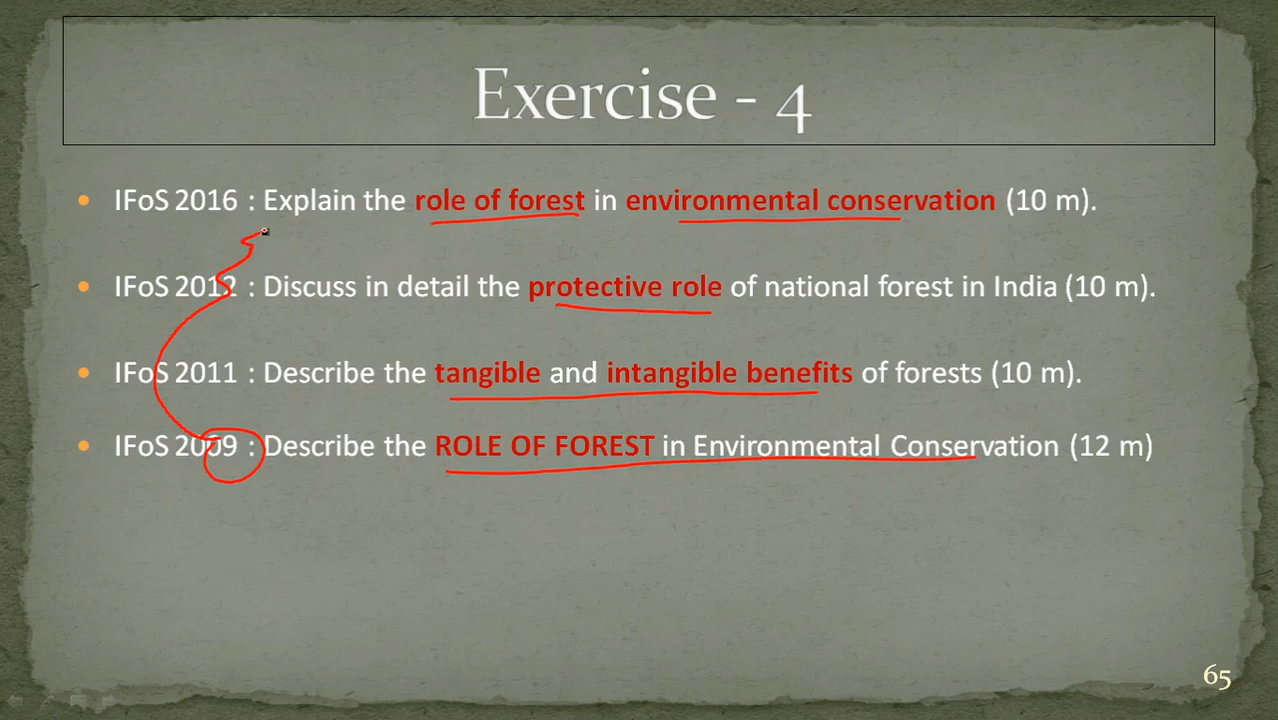 Exercise - 4
• IFoS 2016 : Explain the role of forest in environmental conservation (10 m).
• IFoS 2012 : Discuss in detail the protective role of national forest in India (10 m).
• IFoS 2011 : Describe the tangible and intangible benefits of forests (10 m).
• IFoS 2009 : Describe the ROLE OF FOREST in Environmental Conservation (12 m)
65